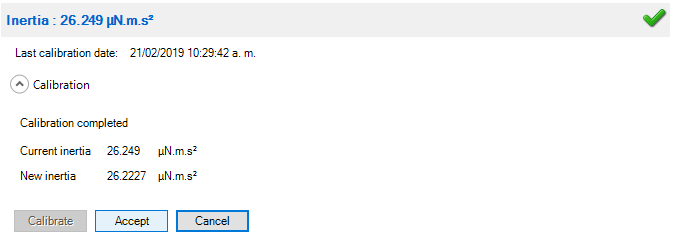 Inertia : 26.249 µN.m.s²
Last calibration date: 21/02/2019 10:29:42 a. m.
Calibration
Calibration completed
Current inertia 26.249 µN.m.s²
New inertia 26.2227 µN.m.s²
Calibrate Accept Cancel